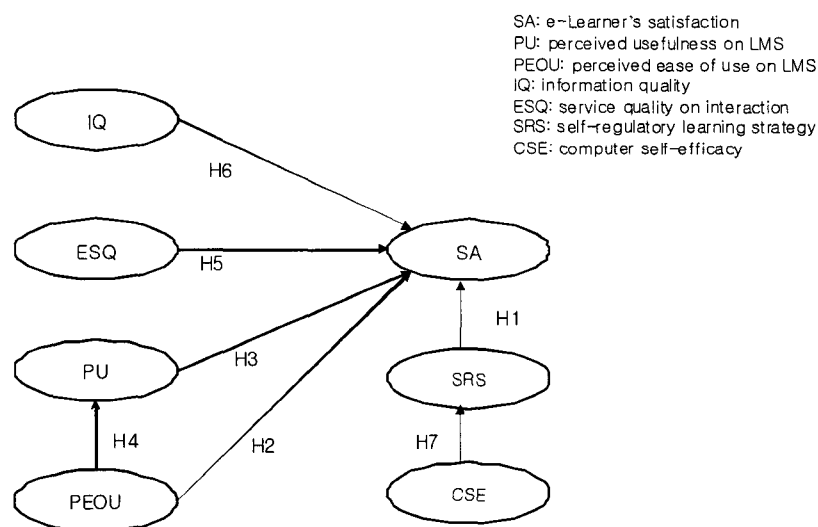 SA: e-Learner's satisfaction
PU: perceived usefulness on LMS
PEOU: perceived ease of use on LMS
IQ: information quality
ESQ: service quality on interaction
SRS: self-regulatory learning strategy
CSE: computer self-efficacy
IQ
H6
ESQ
H5
SA
H1
PU
H3
SRS
H4
H2
H7
PEOU
CSE